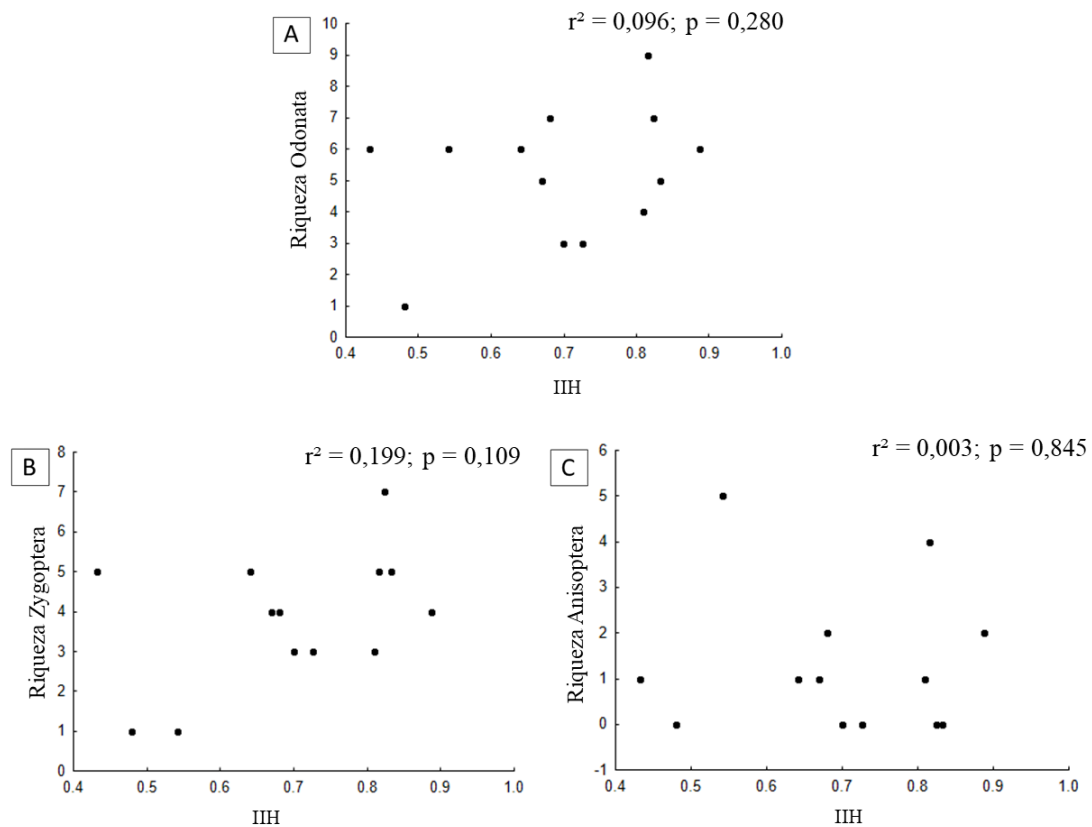 A
r² = 0,096; p = 0,280
Riqueza Odonata
10
9
8
7
6
5
4
3
2
1
0
0.4 0.5 0.6 0.7 0.8 0.9 1.0
IIH
B
r² = 0,199; p = 0,109
Riqueza Zygoptera
8
7
6
5
4
3
2
1
0
0.4 0.5 0.6 0.7 0.8 0.9 1.0
IIH
C
r² = 0,003; p = 0,845
Riqueza Anisoptera
6
5
4
3
2
1
0
-1
0.4 0.5 0.6 0.7 0.8 0.9 1.0
IIH